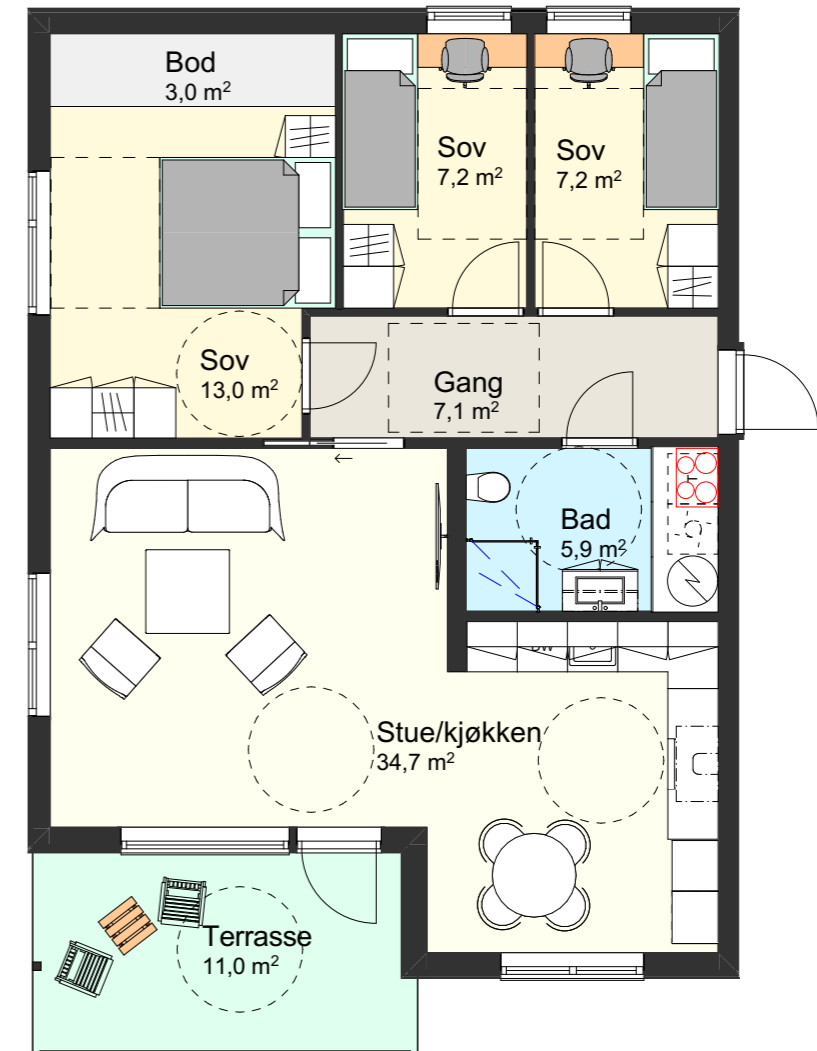 Bod
3,0 m²
Sov
7,2 m²
Sov
7,2 m²
Sov
13,0 m²
Gang
7,1 m²
Bad
5,9 m²
DW
Stue/kjøkken
34,7 m²
Terrasse
11,0 m²